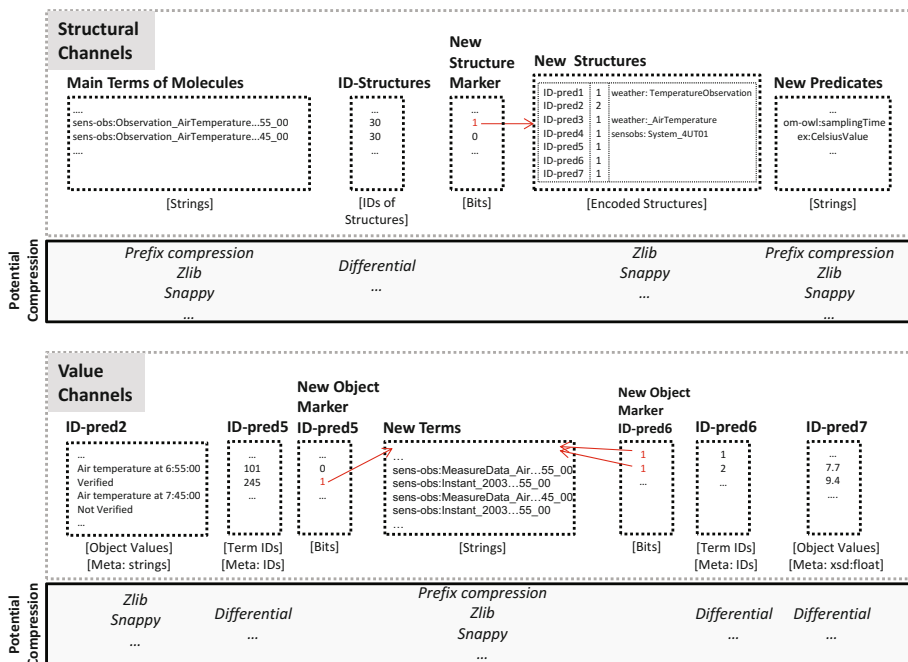 Structural
Channels
Main Terms of Molecules
....
sens-obs:Observation_AirTemperature...55_00
sens-obs:Observation_AirTemperature...45_00
....
[Strings]
ID-Structures
...
30
30
...
[IDs of
Structures]
New
Structure
Marker
...
1
0
...
[Bits]
New Structures
ID-pred1 1 weather: TemperatureObservation
ID-pred2 2
ID-pred3 1 weather:_AirTemperature
ID-pred4 1 sensobs: System_4UT01
ID-pred5 1
ID-pred6 1
ID-pred7 1
[Encoded Structures]
New Predicates
...
om-owl:samplingTime
ex:CelsiusValue
...
[Strings]
Potential
Compression
Prefix compression
Zlib
Snappy
...
Differential
...
Zlib
Snappy
...
Prefix compression
Zlib
Snappy
...
Value
Channels
ID-pred2
...
Air temperature at 6:55:00
Verified
Air temperature at 7:45:00
Not Verified
...
[Object Values]
[Meta: strings]
ID-pred5
...
101
245
...
[Term IDs]
[Meta: IDs]
New Object
Marker
ID-pred5
...
0
1
...
[Bits]
New Terms
...
sens-obs:MeasureData_Air...55_00
sens-obs:Instant_2003...55_00
sens-obs:MeasureData_Air...45_00
sens-obs:Instant_2003...55_00
...
[Strings]
New Object
Marker
ID-pred6
1
1
...
[Bits]
ID-pred6
1
2
...
[Term IDs]
[Meta: IDs]
ID-pred7
...
7.7
9.4
....
[Object Values]
[Meta: xsd:float]
Potential
Compression
Zlib
Snappy
...
Differential
...
Prefix compression
Zlib
Snappy
...
Differential
...
Differential
...